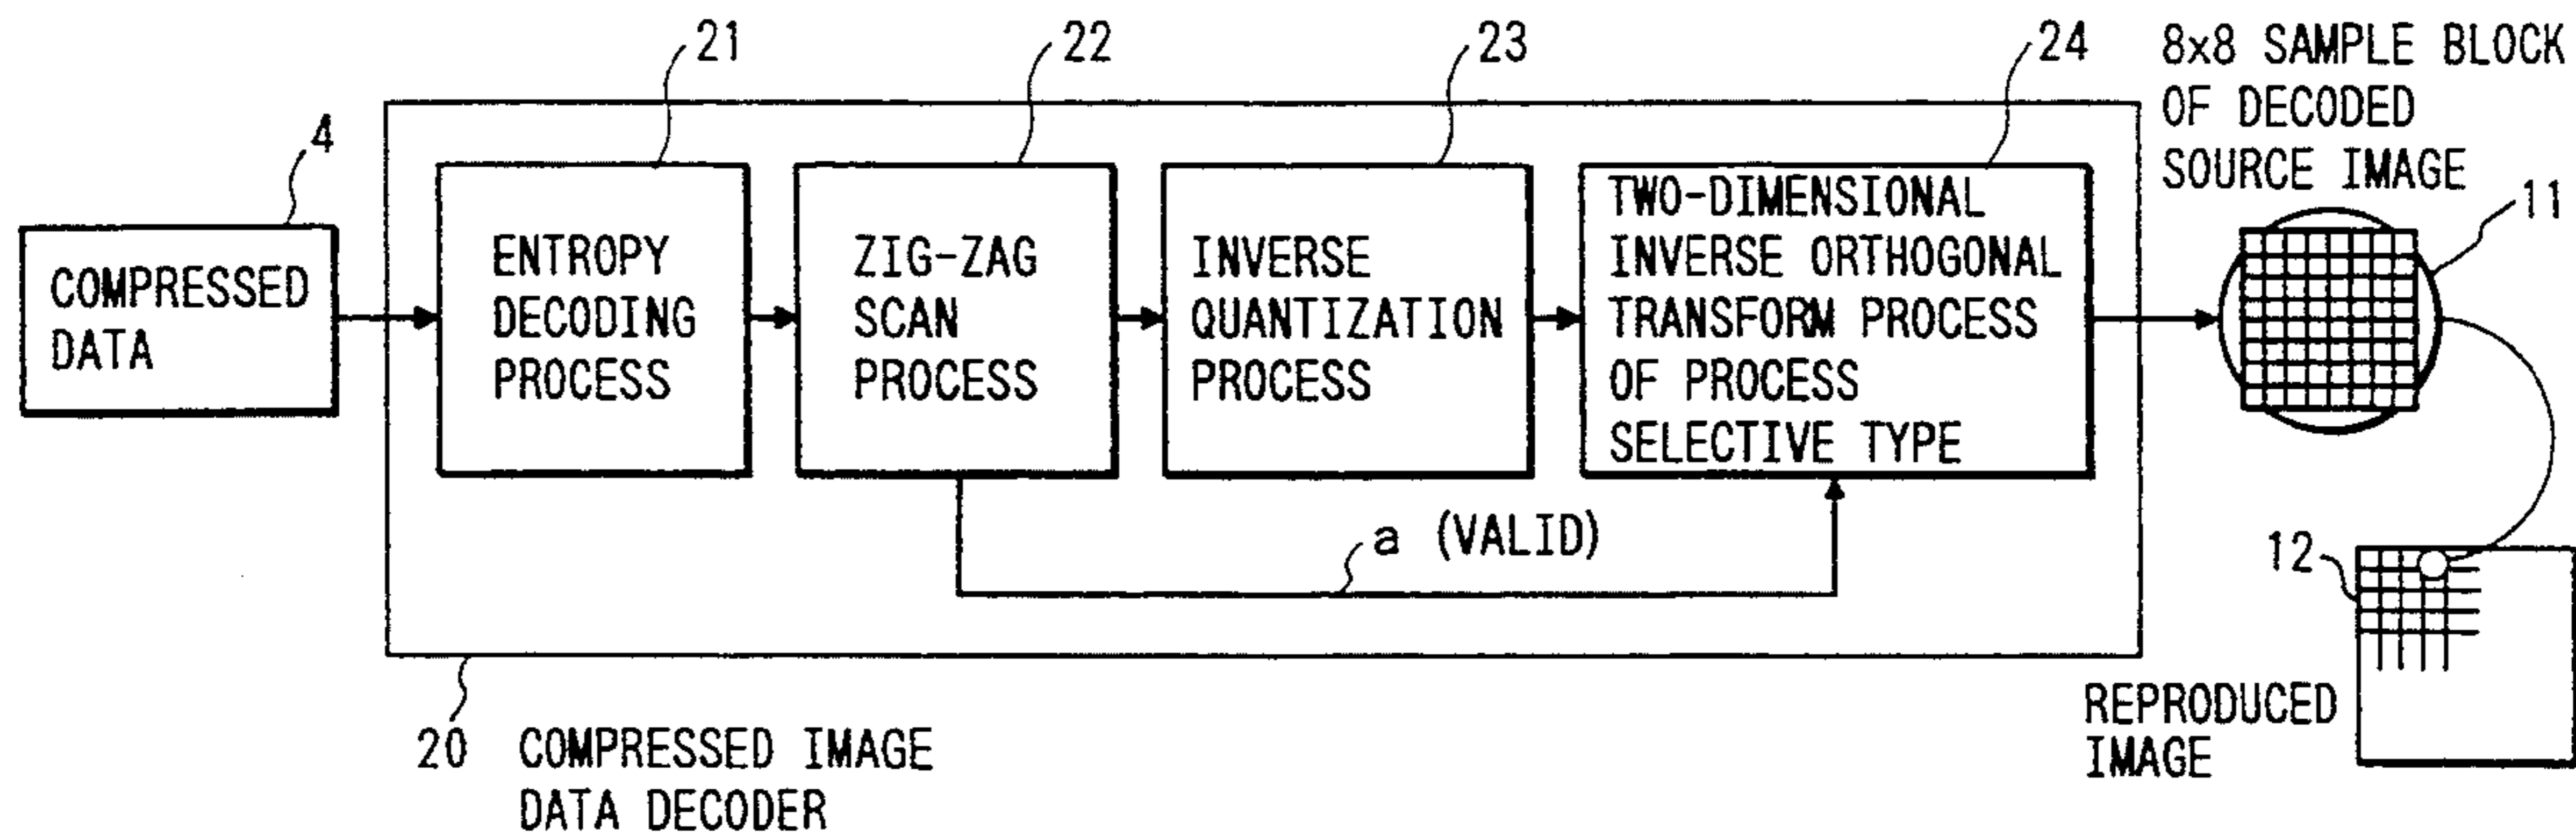 4
COMPRESSED
DATA
21
ENTROPY
DECODING
PROCESS
22
ZIG-ZAG
SCAN
PROCESS
23
INVERSE
QUANTIZATION
PROCESS
24
TWO-DIMENSIONAL
INVERSE ORTHOGONAL
TRANSFORM PROCESS
OF PROCESS
SELECTIVE TYPE
a (VALID)
20 COMPRESSED IMAGE
DATA DECODER
8x8 SAMPLE BLOCK
OF DECODED
SOURCE IMAGE
11
12
REPRODUCED
IMAGE